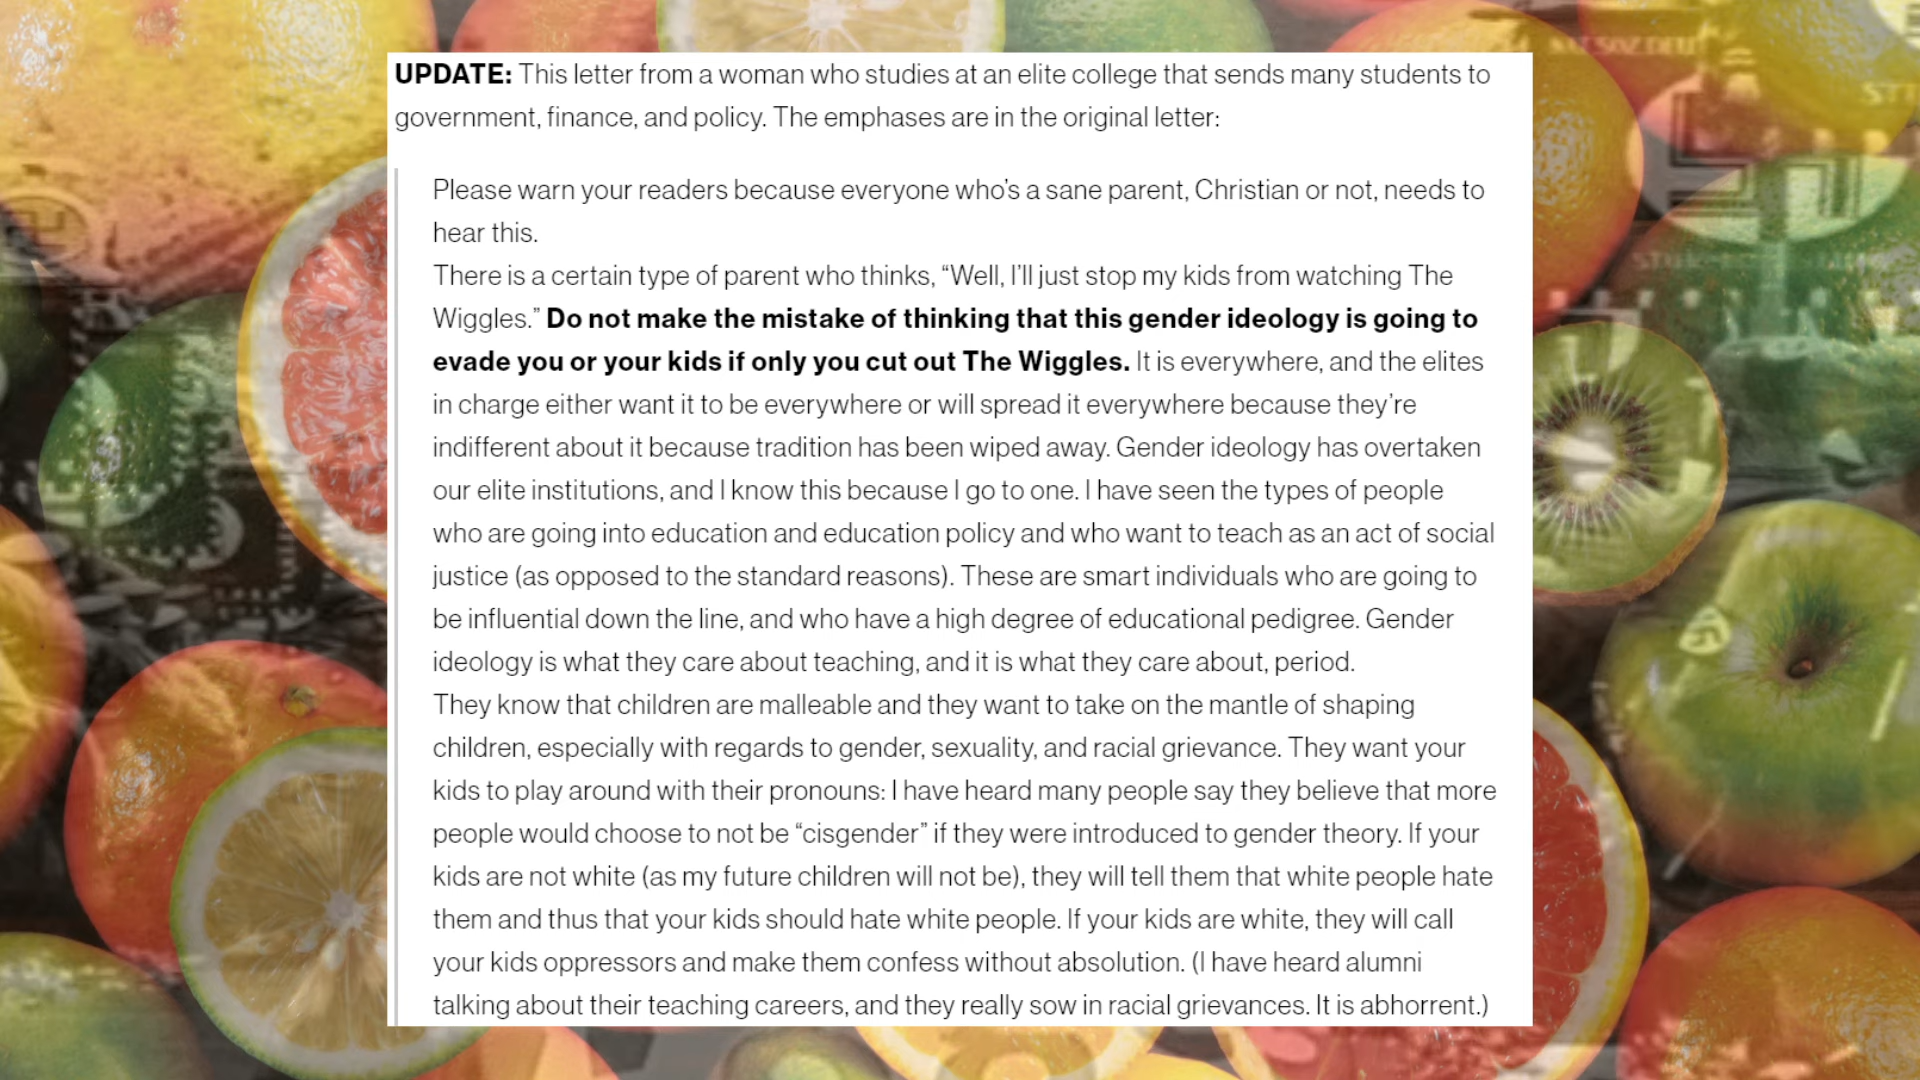 UPDATE: This letter from a woman who studies at an elite college that sends many students to
government, finance, and policy. The emphases are in the original letter:
Please warn your readers because everyone who's a sane parent, Christian or not, needs to
hear this.
There is a certain type of parent who thinks, “Well, I'll just stop my kids from watching The
Wiggles.” Do not make the mistake of thinking that this gender ideology is going to
evade you or your kids if only you cut out The Wiggles. It is everywhere, and the elites
in charge either want it to be everywhere or will spread it everywhere because they're
indifferent about it because tradition has been wiped away. Gender ideology has overtaken
our elite institutions, and I know this because I go to one. I have seen the types of people
who are going into education and education policy and who want to teach as an act of social
justice (as opposed to the standard reasons). These are smart individuals who are going to
be influential down the line, and who have a high degree of educational pedigree. Gender
ideology is what they care about teaching, and it is what they care about, period.
They know that children are malleable and they want to take on the mantle of shaping
children, especially with regards to gender, sexuality, and racial grievance. They want your
kids to play around with their pronouns: I have heard many people say they believe that more
people would choose to not be “cisgender” if they were introduced to gender theory. If your
kids are not white (as my future children will not be), they will tell them that white people hate
them and thus that your kids should hate white people. If your kids are white, they will call
your kids oppressors and make them confess without absolution. (I have heard alumni
talking about their teaching careers, and they really sow in racial grievances. It is abhorrent.)